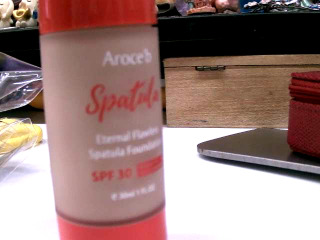 Aroce'b
Spatula
Eternal Flawless
Spatula Foundation
SPF 30